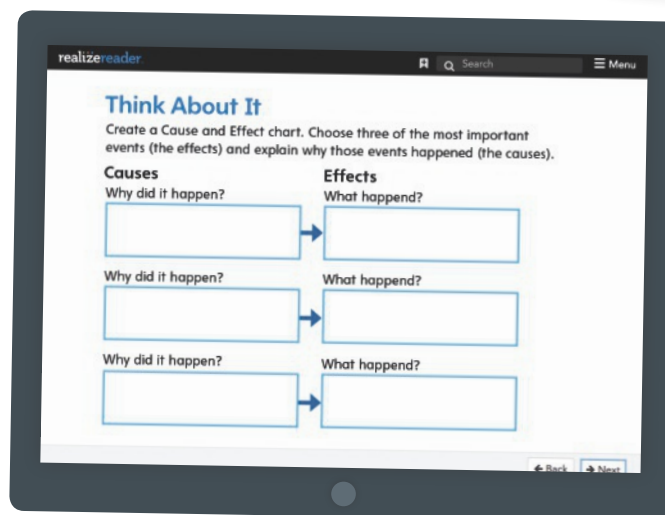 realizereader.
Search
Menu
Think About It
Create a Cause and Effect chart. Choose three of the most important
events (the effects) and explain why those events happened (the causes).
Causes
Effects
Why did it happen?
What happend?
Why did it happen?
What happend?
Why did it happen?
What happend?
Back
Next